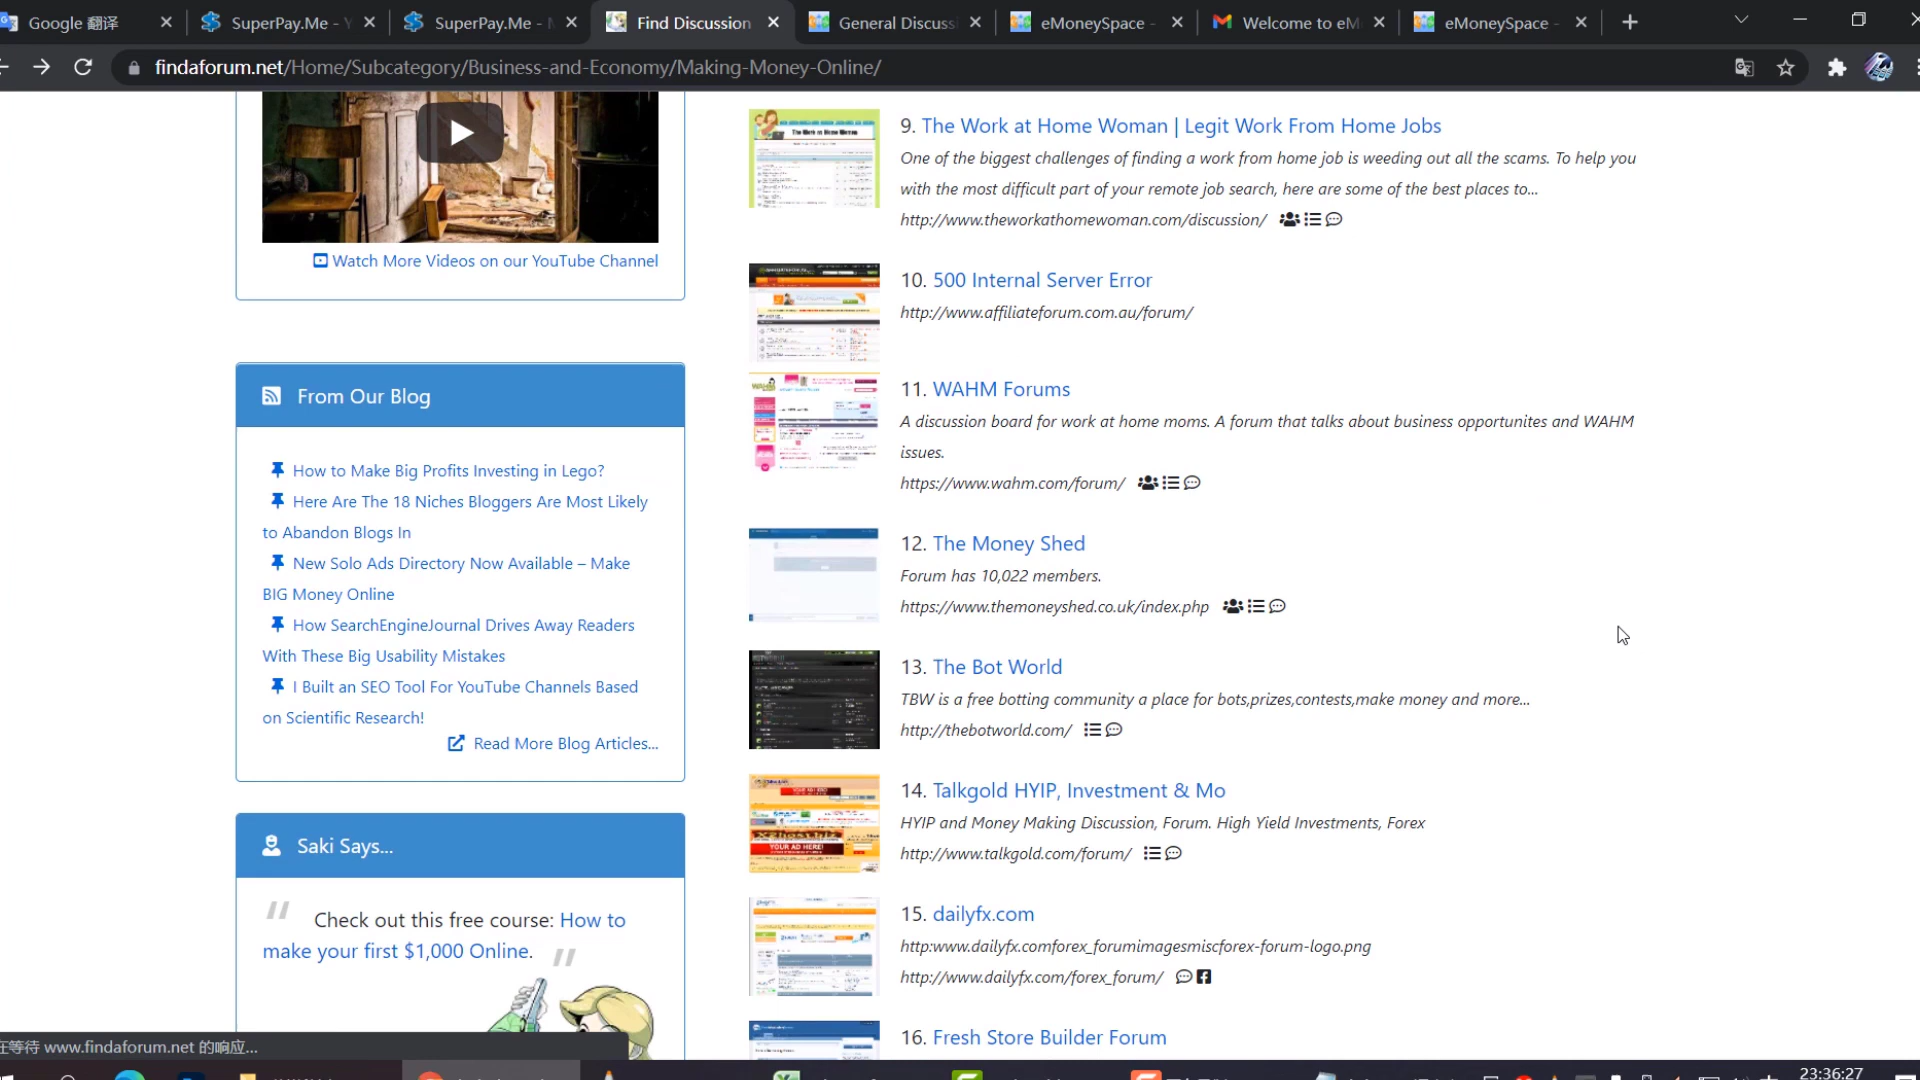 Google 翻译
SuperPay.Me -
SuperPay.Me -
Find Discussion
General Discuss
eMoneySpace -
Welcome to eM
eMoneySpace -
findaforum.net/Home/Subcategory/Business-and-Economy/Making-Money-Online/
Watch More Videos on our YouTube Channel
From Our Blog
How to Make Big Profits Investing in Lego?
Here Are The 18 Niches Bloggers Are Most Likely
to Abandon Blogs In
New Solo Ads Directory Now Available – Make
BIG Money Online
How SearchEngineJournal Drives Away Readers
With These Big Usability Mistakes
I Built an SEO Tool For YouTube Channels Based
on Scientific Research!
Read More Blog Articles...
Saki Says...
Check out this free course: How to
make your first $1,000 Online.
9. The Work at Home Woman | Legit Work From Home Jobs
One of the biggest challenges of finding a work from home job is weeding out all the scams. To help you
with the most difficult part of your remote job search, here are some of the best places to...
http://www.theworkathomewoman.com/discussion/
10. 500 Internal Server Error
http://www.affiliateforum.com.au/forum/
11. WAHM Forums
A discussion board for work at home moms. A forum that talks about business opportunites and WAHM
issues.
https://www.wahm.com/forum/
12. The Money Shed
Forum has 10,022 members.
https://www.themoneyshed.co.uk/index.php
13. The Bot World
TBW is a free botting community a place for bots,prizes,contests,make money and more...
http://thebotworld.com/
14. Talkgold HYIP, Investment & Mo
HYIP and Money Making Discussion, Forum. High Yield Investments, Forex
http://www.talkgold.com/forum/
15. dailyfx.com
http:www.dailyfx.comforex_forumimagesmiscforex-forum-logo.png
http://www.dailyfx.com/forex_forum/
16. Fresh Store Builder Forum
在等待 www.findaforum.net 的响应...
23:36:27